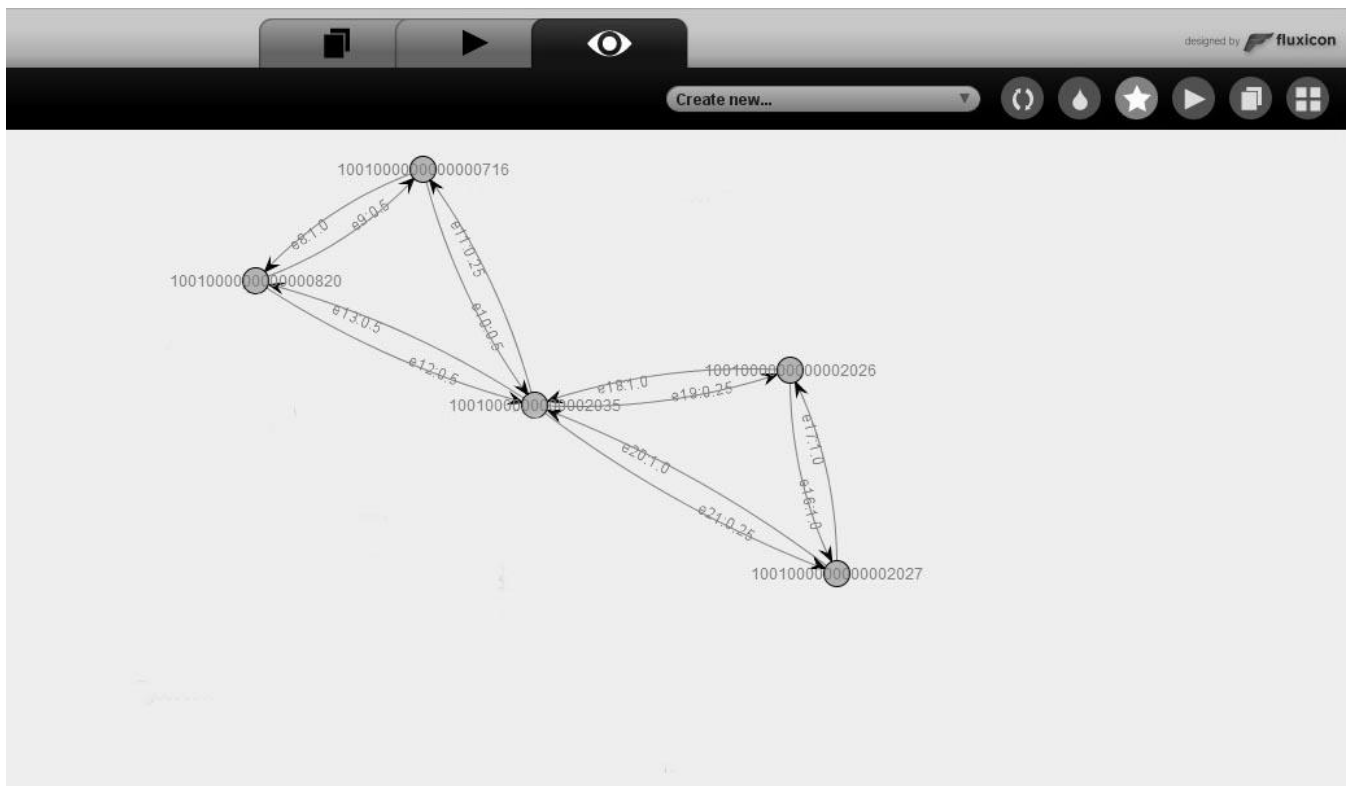 designed by fluxicon
Create new...
1001000000000000716
e8:1.0
e9:0.5
e11:0.25
1001000000000000820
e13:0.5
e10:0.5
e12:0.5
1001000000000002026
e18:1.0
e19:0.25
1001000000000002035
e17:1.0
e20:1.0
e16:1.0
e21:0.25
1001000000000002027